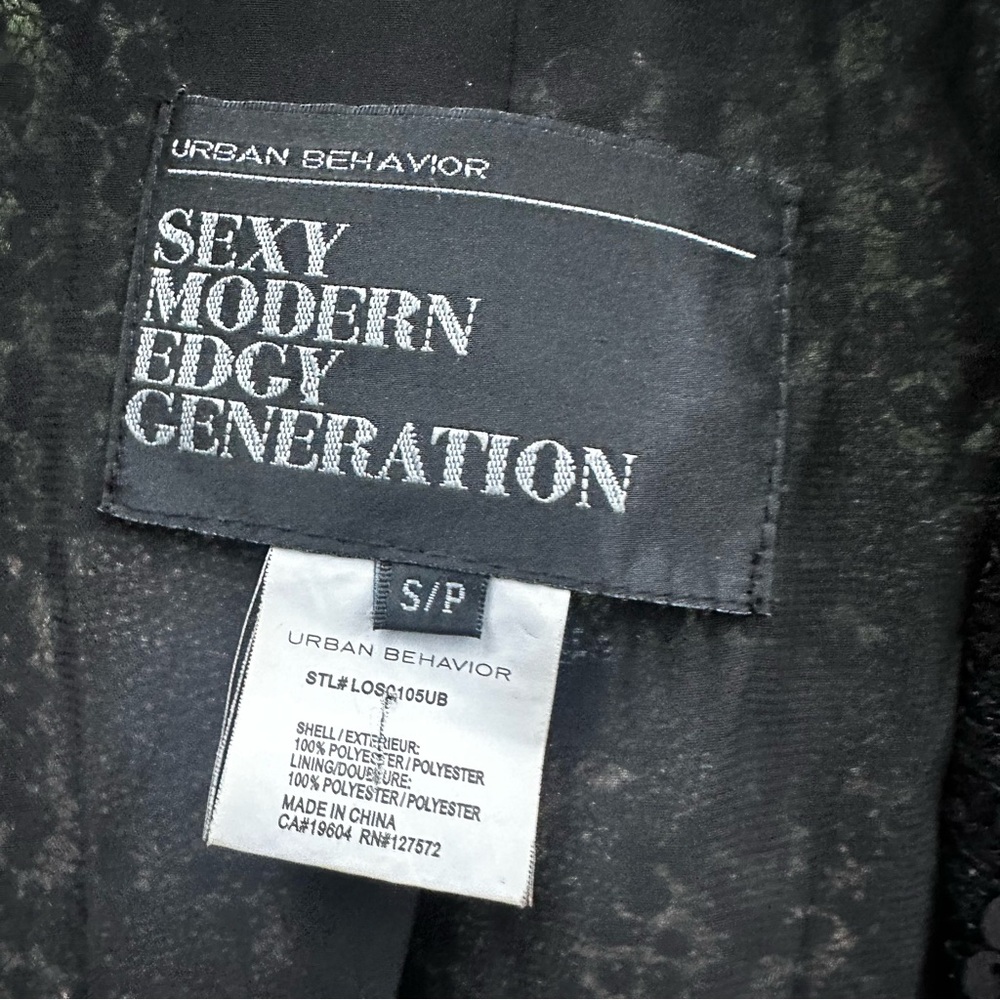 URBAN BEHAVIOR
SEXY
MODERN
EDGY
GENERATION
S/P
URBAN BEHAVIOR
STL# LOSC105UB
SHELL/EXTERIEUR:
100% POLYESTER/POLYESTER
LINING/DOUBLURE:
100% POLYESTER/POLYESTER
MADE IN CHINA
CA#19604 RN#127572